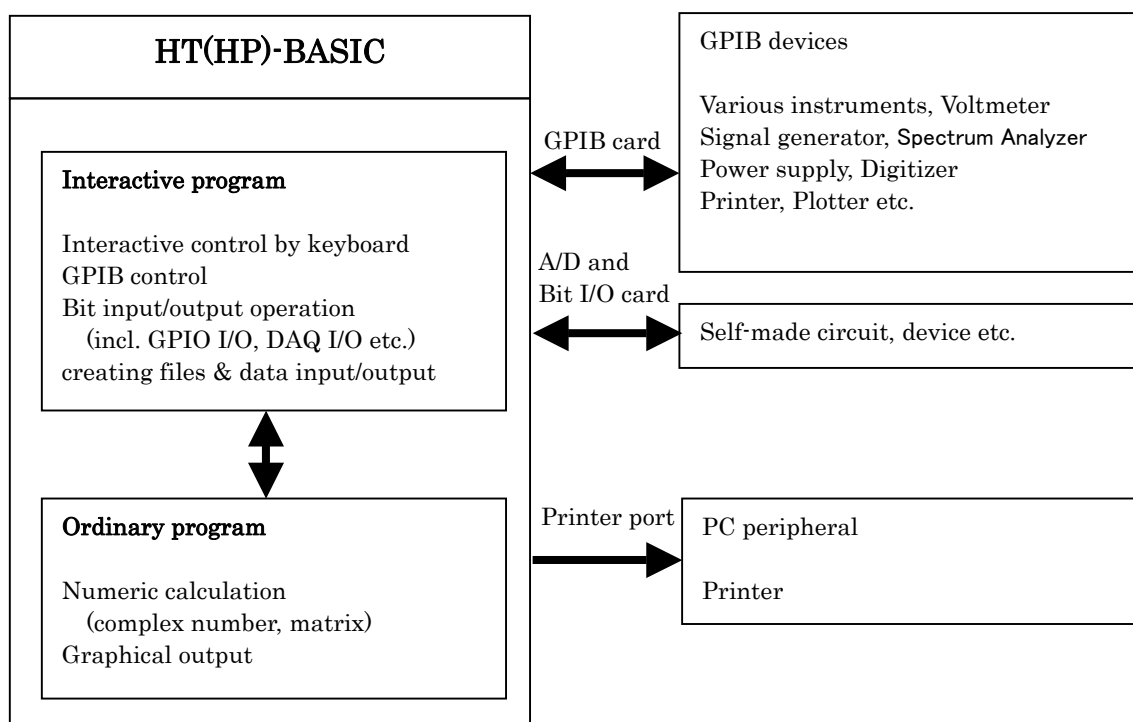 HT(HP)-BASIC
Interactive program
Interactive control by keyboard
GPIB control
Bit input/output operation
(incl. GPIO I/O, DAQ I/O etc.)
creating files & data input/output
Ordinary program
Numeric calculation
(complex number, matrix)
Graphical output
GPIB card
A/D and
Bit I/O card
Printer port
GPIB devices
Various instruments, Voltmeter
Signal generator, Spectrum Analyzer
Power supply, Digitizer
Printer, Plotter etc.
Self-made circuit, device etc.
PC peripheral
Printer